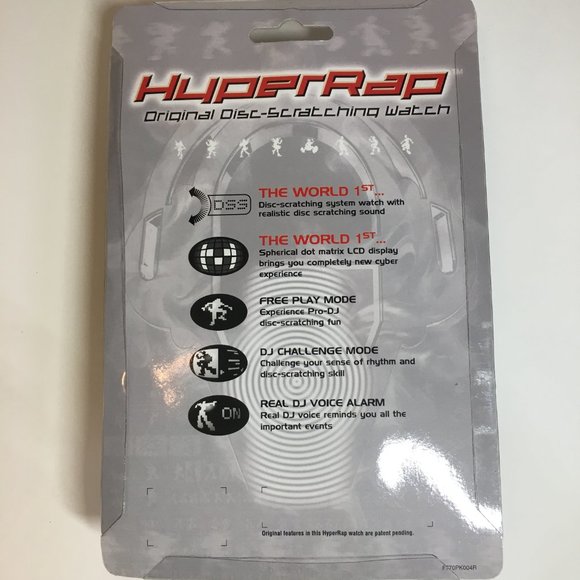 HyperRap™
Original Disc-Scratching Watch
DSS
THE WORLD 1ST...
Disc-scratching system watch with
realistic disc scratching sound
THE WORLD 1ST...
Spherical dot matrix LCD display
brings you completely new cyber
experience
FREE PLAY MODE
Experience Pro-DJ
disc-scratching fun
DJ CHALLENGE MODE
Challenge your sense of rhythm and
disc-scratching skill
ON
REAL DJ VOICE ALARM
Real DJ voice reminds you all the
important events
Original features in this HyperRap watch are patent pending.